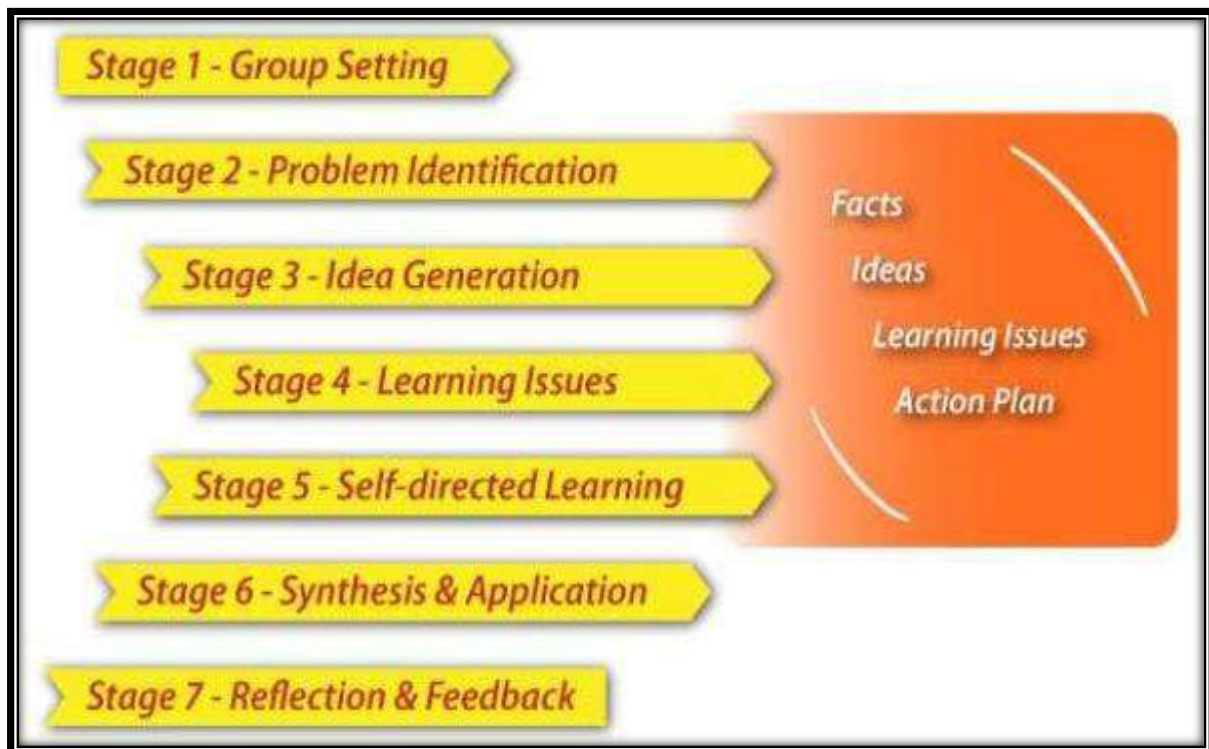 Stage 1 - Group Setting
Stage 2 - Problem Identification
Stage 3 - Idea Generation
Stage 4 - Learning Issues
Stage 5 - Self-directed Learning
Stage 6 - Synthesis & Application
Stage 7 - Reflection & Feedback
Facts
Ideas
Learning Issues
Action Plan